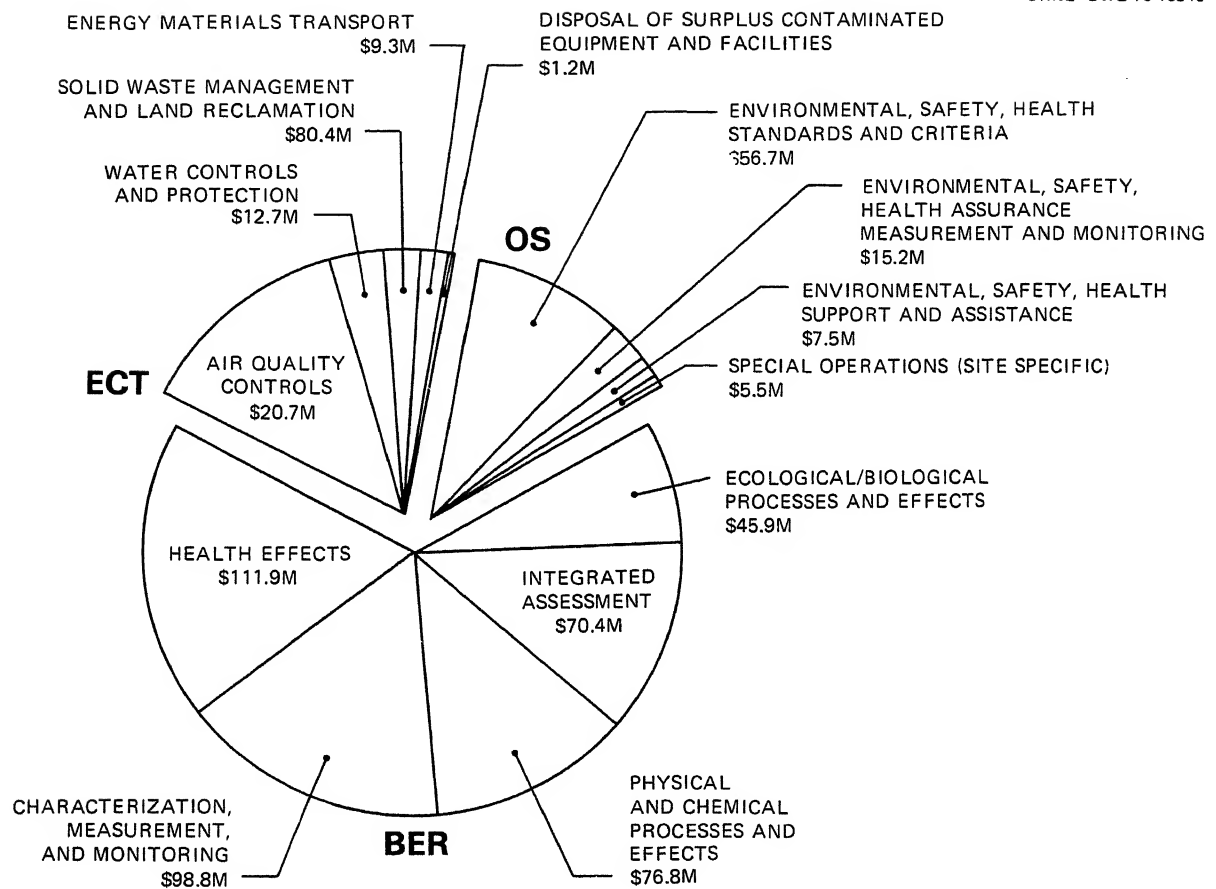 ENERGY MATERIALS TRANSPORT
$9.3M
DISPOSAL OF SURPLUS CONTAMINATED
EQUIPMENT AND FACILITIES
$1.2M
SOLID WASTE MANAGEMENT
AND LAND RECLAMATION
$80.4M
ENVIRONMENTAL, SAFETY, HEALTH
STANDARDS AND CRITERIA
$56.7M
WATER CONTROLS
AND PROTECTION
$12.7M
ENVIRONMENTAL, SAFETY,
HEALTH ASSURANCE
MEASUREMENT AND MONITORING
$15.2M
OS
ENVIRONMENTAL, SAFETY, HEALTH
SUPPORT AND ASSISTANCE
$7.5M
SPECIAL OPERATIONS (SITE SPECIFIC)
$5.5M
ECT
AIR QUALITY
CONTROLS
$20.7M
ECOLOGICAL/BIOLOGICAL
PROCESSES AND EFFECTS
$45.9M
HEALTH EFFECTS
$111.9M
INTEGRATED
ASSESSMENT
$70.4M
CHARACTERIZATION,
MEASUREMENT,
AND MONITORING
$98.8M
BER
PHYSICAL
AND CHEMICAL
PROCESSES AND
EFFECTS
$76.8M